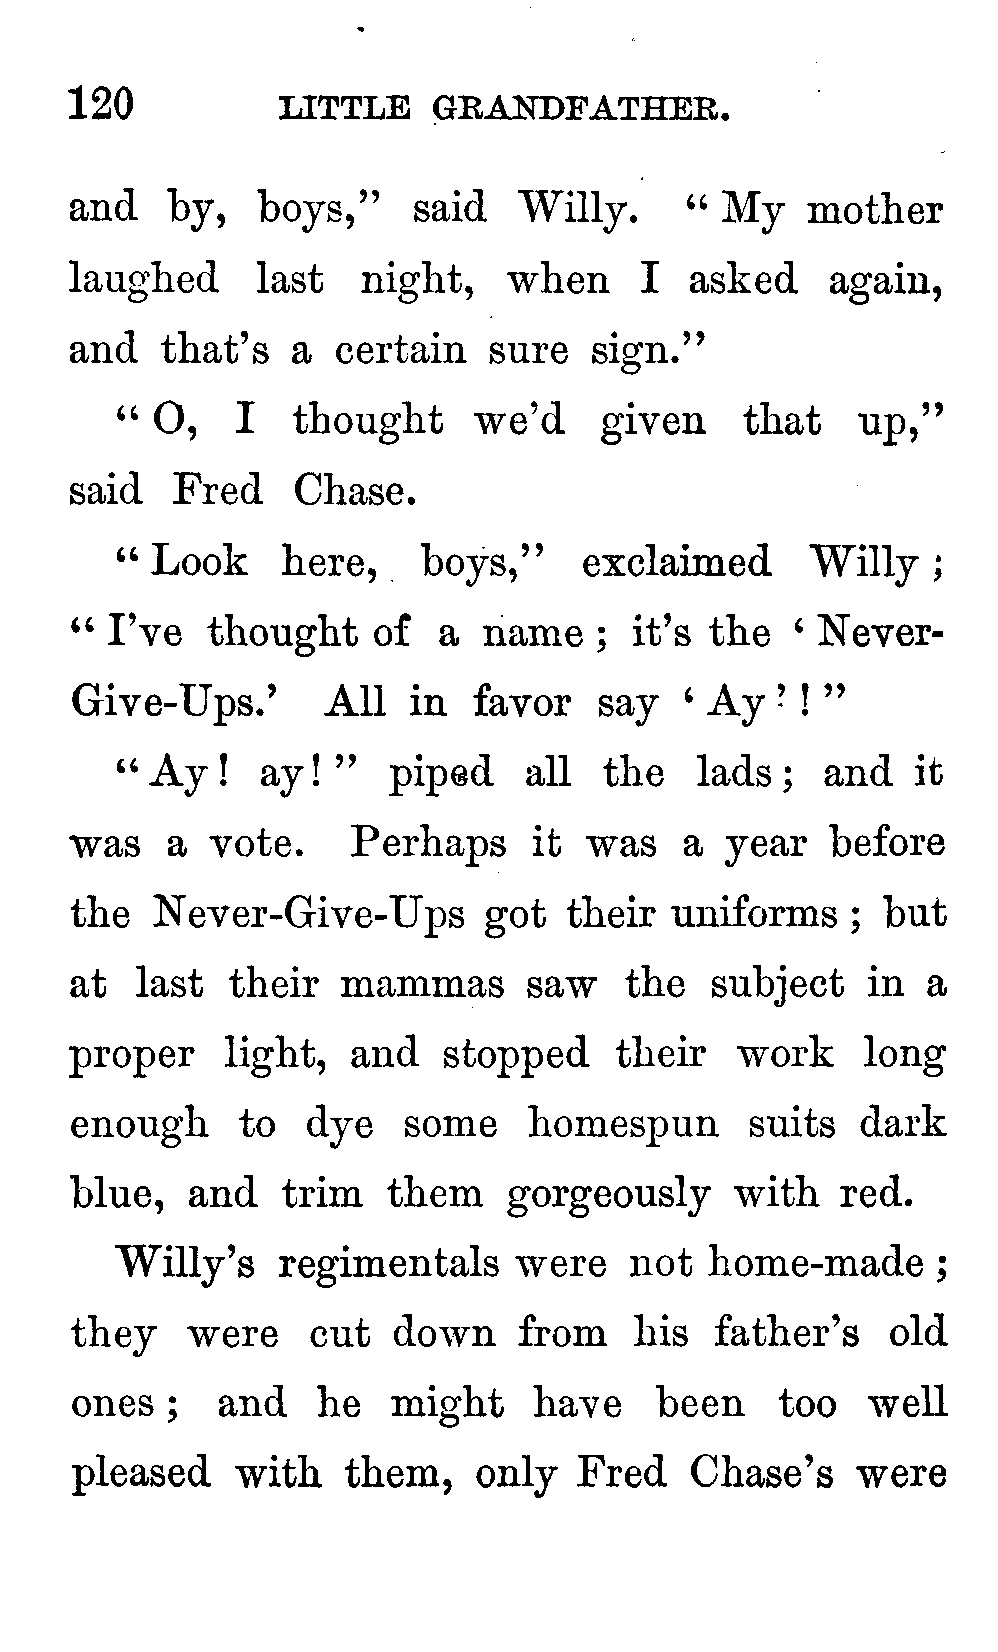 120 LITTLE GRANDFATHER.
and by, boys," said Willy. "My mother
laughed last night, when I asked again,
and that's a certain sure sign."
"O, I thought we'd given that up,"
said Fred Chase.
"Look here, boys," exclaimed Willy;
"I've thought of a name; it's the 'Never-
Give-Ups.' All in favor say 'Ay'!"
"Ay! ay!" piped all the lads; and it
was a vote. Perhaps it was a year before
the Never-Give-Ups got their uniforms; but
at last their mammas saw the subject in a
proper light, and stopped their work long
enough to dye some homespun suits dark
blue, and trim them gorgeously with red.
Willy's regimentals were not home-made;
they were cut down from his father's old
ones; and he might have been too well
pleased with them, only Fred Chase's were